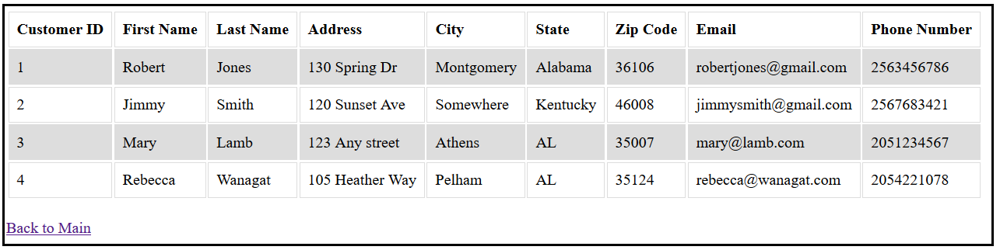 Customer ID First Name Last Name Address City State Zip Code Email Phone Number
1 Robert Jones 130 Spring Dr Montgomery Alabama 36106 robertjones@gmail.com 2563456786
2 Jimmy Smith 120 Sunset Ave Somewhere Kentucky 46008 jimmysmith@gmail.com 2567683421
3 Mary Lamb 123 Any street Athens AL 35007 mary@lamb.com 2051234567
4 Rebecca Wanagat 105 Heather Way Pelham AL 35124 rebecca@wanagat.com 2054221078
Back to Main